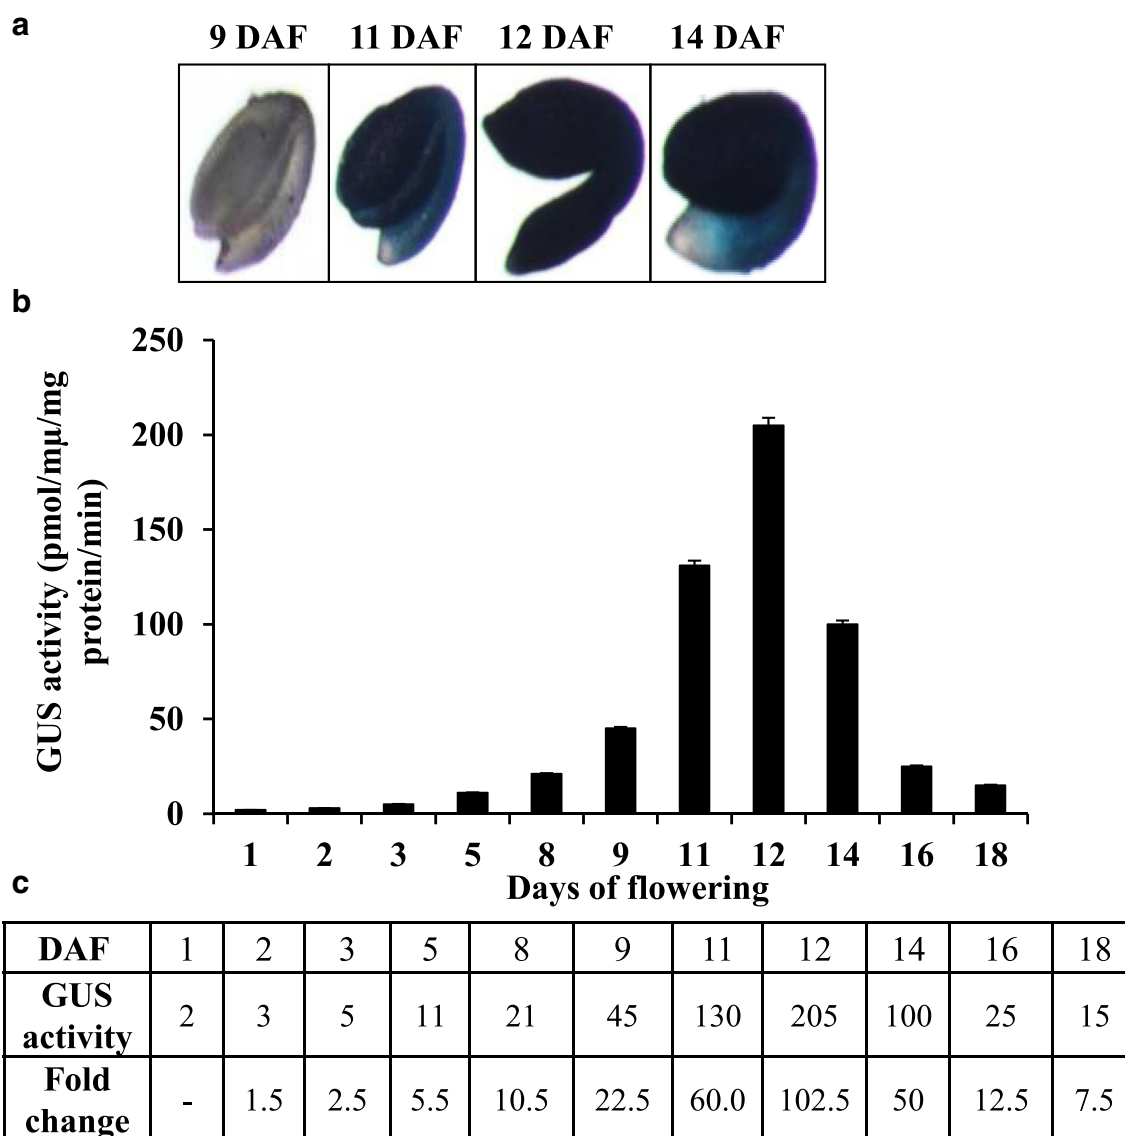 a
9 DAF 11 DAF 12 DAF 14 DAF
b
GUS activity (pmol/mµ/mg
protein/min)
250
200
150
100
50
0
1 2 3 5 8 9 11 12 14 16 18
Days of flowering
c
DAF 1 2 3 5 8 9 11 12 14 16 18
GUS
activity 2 3 5 11 21 45 130 205 100 25 15
Fold
change - 1.5 2.5 5.5 10.5 22.5 60.0 102.5 50 12.5 7.5